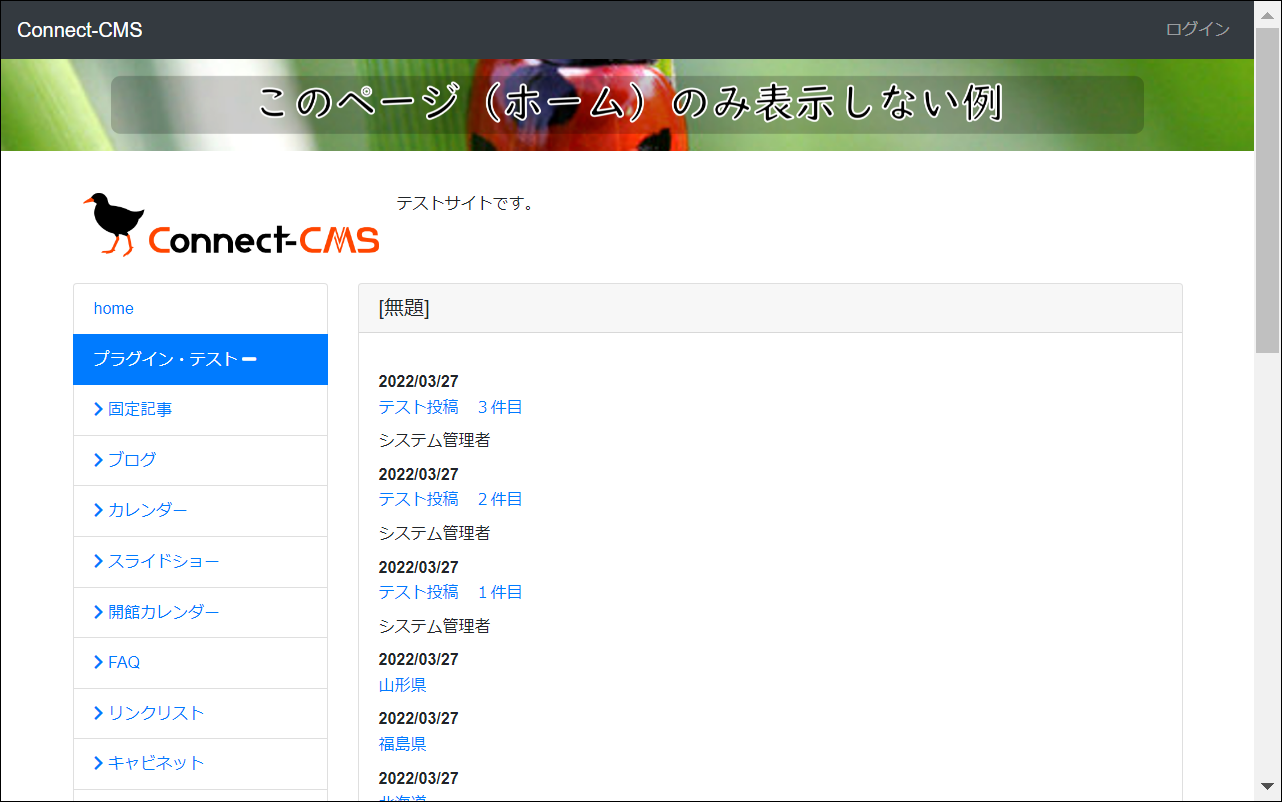 Connect-CMS
ログイン
このページ（ホーム）のみ表示しない例
Connect-CMS
テストサイトです。
home
プラグイン・テスト
固定記事
ブログ
カレンダー
スライドショー
開館カレンダー
FAQ
リンクリスト
キャビネット
[無題]
2022/03/27
テスト投稿　３件目
システム管理者
2022/03/27
テスト投稿　２件目
システム管理者
2022/03/27
テスト投稿　１件目
システム管理者
2022/03/27
山形県
2022/03/27
福島県
2022/03/27
北海道